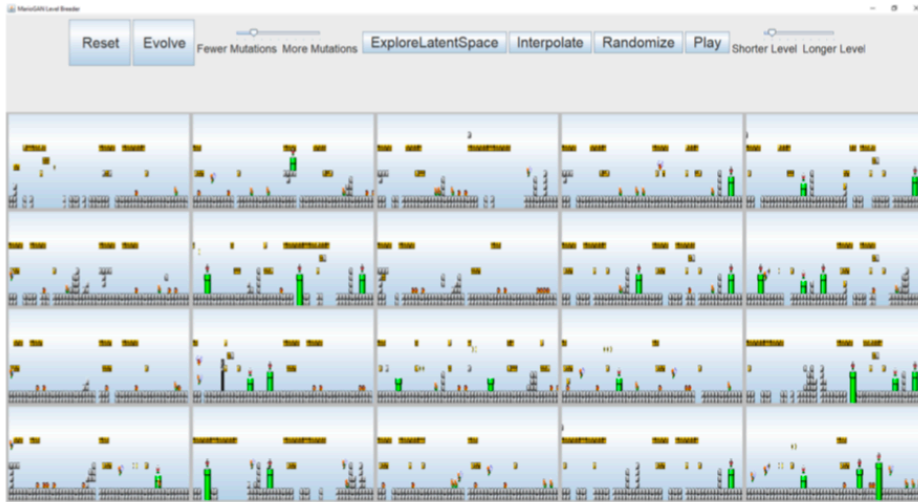 MarioGAN Level Breeder
Reset
Evolve
Fewer Mutations More Mutations
ExploreLatentSpace
Interpolate
Randomize
Play
Shorter Level Longer Level